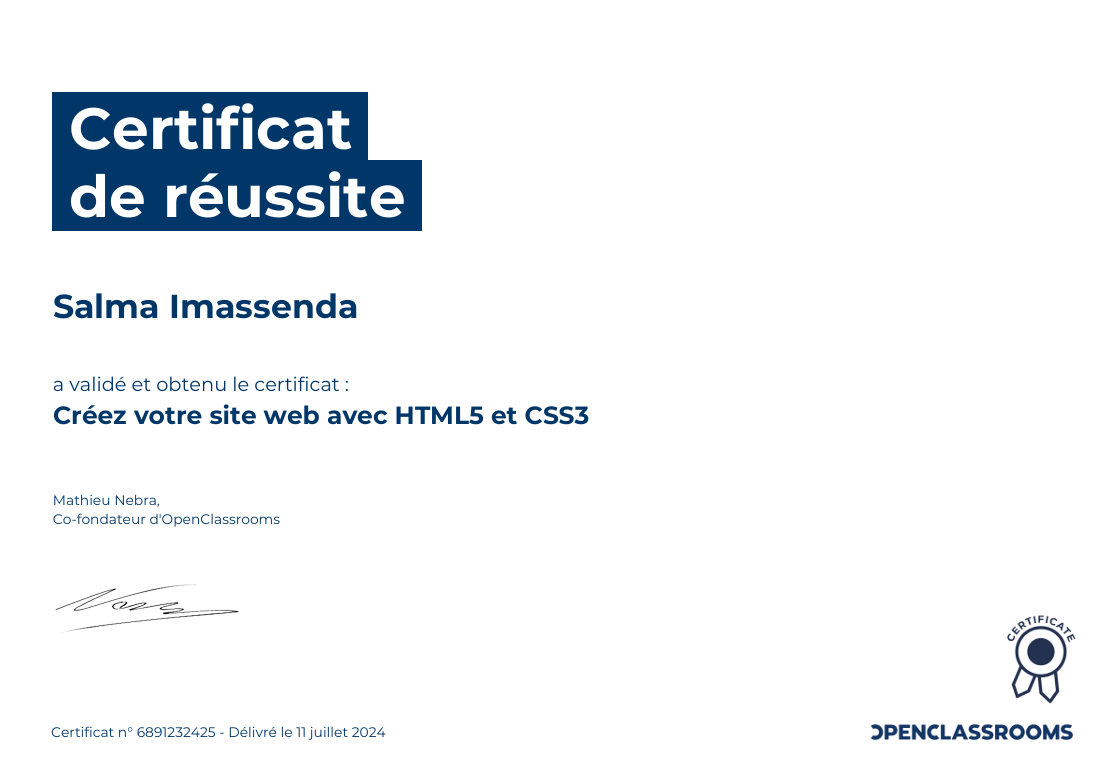 Certificat
de réussite
Salma Imassenda
a validé et obtenu le certificat :
Créez votre site web avec HTML5 et CSS3
Mathieu Nebra,
Co-fondateur d'OpenClassrooms
CERTIFICATE
Certificat n° 6891232425 - Délivré le 11 juillet 2024
OPENCLASSROOMS